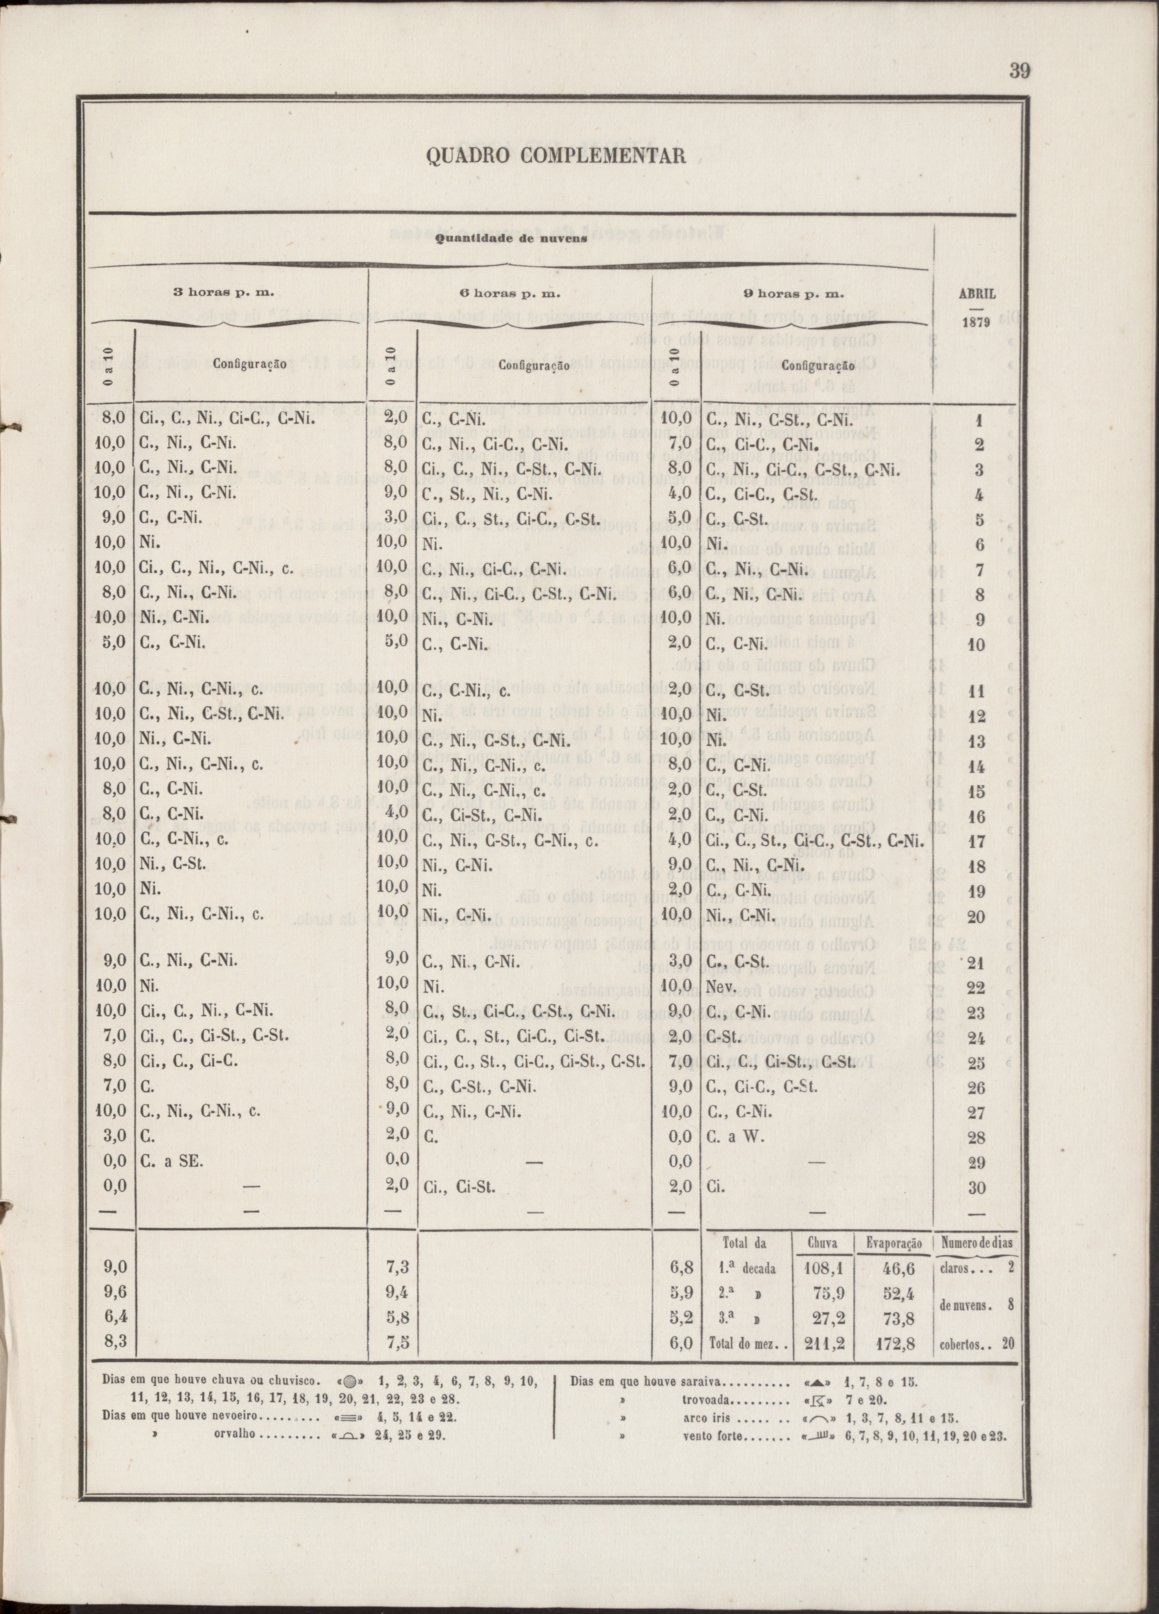 39
QUADRO COMPLEMENTAR
Quantidade de nuvens
3 horas p. m. 6 horas p. m. 9 horas p. m. ABRIL
1879
0 a 10 Configuração 0 a 10 Configuração 0 a 10 Configuração
8,0 Ci., C., Ni., Ci-C., C-Ni. 2,0 C., C-Ni. 10,0 C., Ni., C-St., C-Ni. 1
10,0 C., Ni., C-Ni. 8,0 C., Ni., Ci-C., C-Ni. 7,0 C., Ci-C., C-Ni. 2
10,0 C., Ni., C-Ni. 8,0 Ci., C., Ni., C-St., C-Ni. 8,0 C., Ni., Ci-C., C-St., C-Ni. 3
10,0 C., Ni., C-Ni. 9,0 C., St., Ni., C-Ni. 4,0 C., Ci-C., C-St. 4
9,0 C., C-Ni. 3,0 Ci., C., St., Ci-C., C-St. 5,0 C., C-St. 5
10,0 Ni. 10,0 Ni. 10,0 Ni. 6
10,0 Ci., C., Ni., C-Ni., c. 10,0 C., Ni., Ci-C., C-Ni. 6,0 C., Ni., C-Ni. 7
8,0 C., Ni., C-Ni. 8,0 C., Ni., Ci-C., C-St., C-Ni. 6,0 C., Ni., C-Ni. 8
10,0 Ni., C-Ni. 10,0 Ni., C-Ni. 10,0 Ni. 9
5,0 C., C-Ni. 5,0 C., C-Ni. 2,0 C., C-Ni. 10
10,0 C., Ni., C-Ni., c. 10,0 C., C-Ni., c. 2,0 C., C-St. 11
10,0 C., Ni., C-St., C-Ni. 10,0 Ni. 10,0 Ni. 12
10,0 Ni., C-Ni. 10,0 C., Ni., C-St., C-Ni. 10,0 Ni. 13
10,0 C., Ni., C-Ni., c. 10,0 C., Ni., C-Ni., c. 8,0 C., C-Ni. 14
8,0 C., C-Ni. 10,0 C., Ni., C-Ni., c. 2,0 C., C-St. 15
8,0 C., C-Ni. 4,0 C., Ci-St., C-Ni. 2,0 C., C-Ni. 16
10,0 C., C-Ni., c. 10,0 C., Ni., C-St., C-Ni., c. 4,0 Ci., C., St., Ci-C., C-St., C-Ni. 17
10,0 Ni., C-St. 10,0 Ni., C-Ni. 9,0 C., Ni., C-Ni. 18
10,0 Ni. 10,0 Ni. 2,0 C., C-Ni. 19
10,0 C., Ni., C-Ni., c. 10,0 Ni., C-Ni. 10,0 Ni., C-Ni. 20
9,0 C., Ni., C-Ni. 9,0 C., Ni., C-Ni. 3,0 C., C-St. 21
10,0 Ni. 10,0 Ni. 10,0 Nev. 22
10,0 Ci., C., Ni., C-Ni. 8,0 C., St., Ci-C., C-St., C-Ni. 9,0 C., C-Ni. 23
7,0 Ci., C., Ci-St., C-St. 2,0 Ci., C., St., Ci-C., Ci-St. 2,0 C-St. 24
8,0 Ci., C., Ci-C. 8,0 Ci., C., St., Ci-C., Ci-St., C-St. 7,0 Ci., C., Ci-St., C-St. 25
7,0 C. 8,0 C., C-St., C-Ni. 9,0 C., Ci-C., C-St. 26
10,0 C., Ni., C-Ni., c. 9,0 C., Ni., C-Ni. 10,0 C., C-Ni. 27
3,0 C. 2,0 C. 0,0 C. a W. 28
0,0 C. a SE. 0,0 — 0,0 — 29
0,0 — 2,0 Ci., Ci-St. 2,0 Ci. 30
— — — — — — —
Total da Chuva Evaporação Numero de dias
9,0 7,3 6,8 1.ª decada 108,1 46,6 claros... 2
9,6 9,4 5,9 2.ª » 75,9 52,4
de nuvens. 8
6,4 5,8 5,2 3.ª » 27,2 73,8
8,3 7,5 6,0 Total do mez.. 211,2 172,8 cobertos.. 20
Dias em que houve chuva ou chuvisco. «» 1, 2, 3, 4, 6, 7, 8, 9, 10,
11, 12, 13, 14, 15, 16, 17, 18, 19, 20, 21, 22, 23 e 28.
Dias em que houve nevoeiro......... «» 4, 5, 14 e 22.
» orvalho......... «» 24, 25 e 29.
Dias em que houve saraiva.......... «» 1, 7, 8 e 15.
» trovoada......... «» 7 e 20.
» arco iris ........ «» 1, 3, 7, 8, 11 e 15.
» vento forte....... «» 6, 7, 8, 9, 10, 11, 19, 20 e 23.